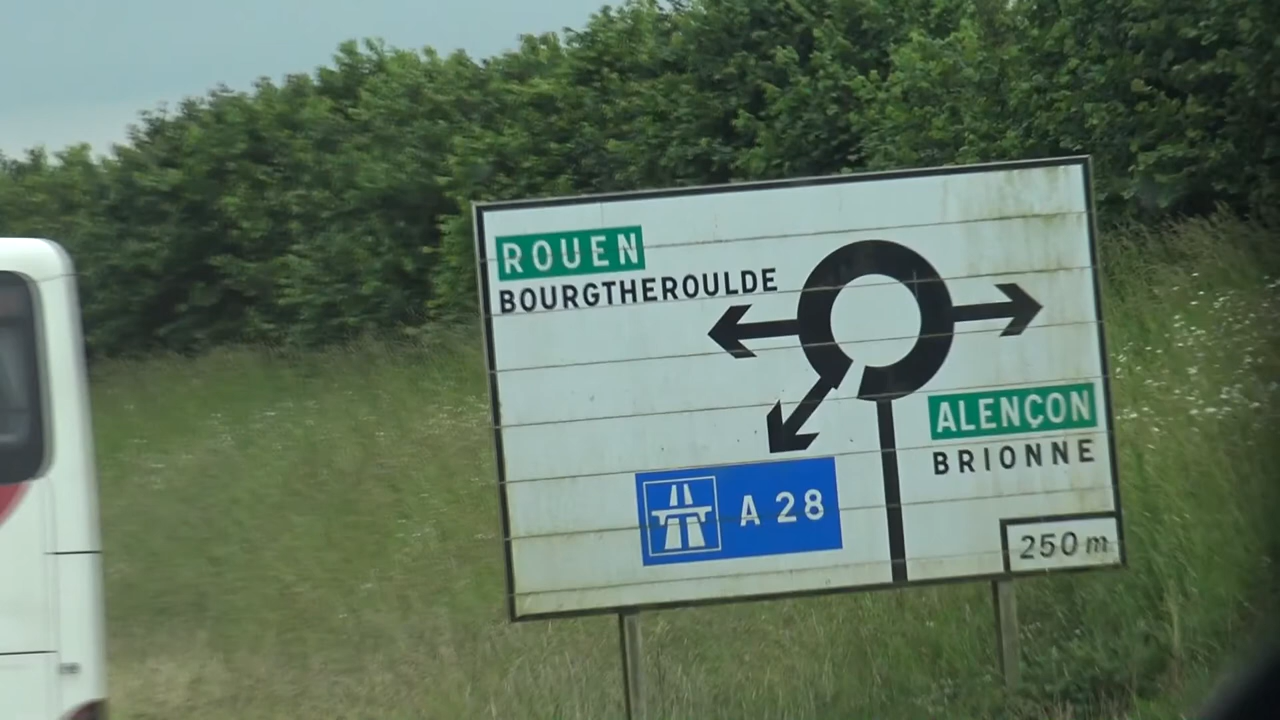 ROUEN
BOURGTHEROULDE
ALENÇON
BRIONNE
A 28
250 m